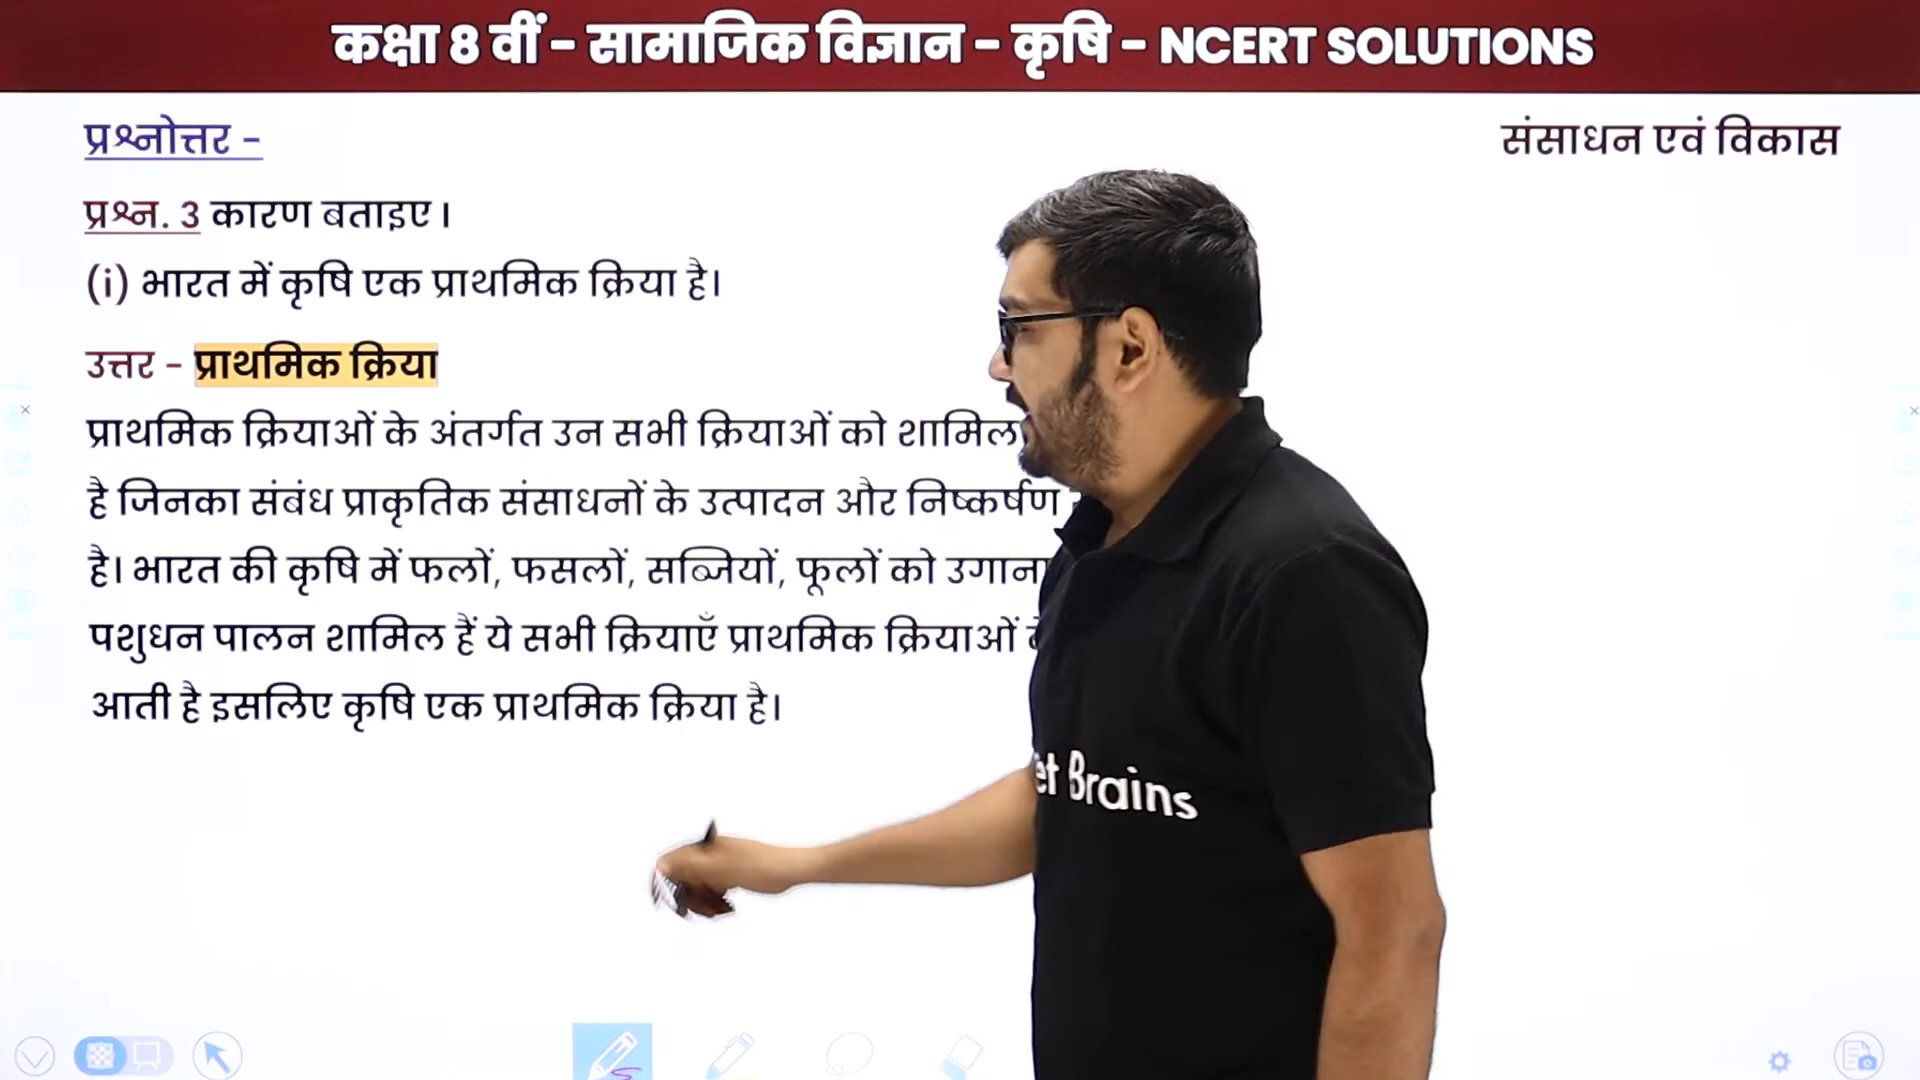 कक्षा 8 वीं - सामाजिक विज्ञान - कृषि - NCERT SOLUTIONS
प्रश्नोत्तर -
संसाधन एवं विकास
प्रश्न. 3 कारण बताइए ।
(i) भारत में कृषि एक प्राथमिक क्रिया है।
उत्तर - प्राथमिक क्रिया
प्राथमिक क्रियाओं के अंतर्गत उन सभी क्रियाओं को शामिल
है जिनका संबंध प्राकृतिक संसाधनों के उत्पादन और निष्कर्षण
है। भारत की कृषि में फलों, फसलों, सब्जियों, फूलों को उगाना
पशुधन पालन शामिल हैं ये सभी क्रियाएँ प्राथमिक क्रियाओं
आती है इसलिए कृषि एक प्राथमिक क्रिया है।
Brains